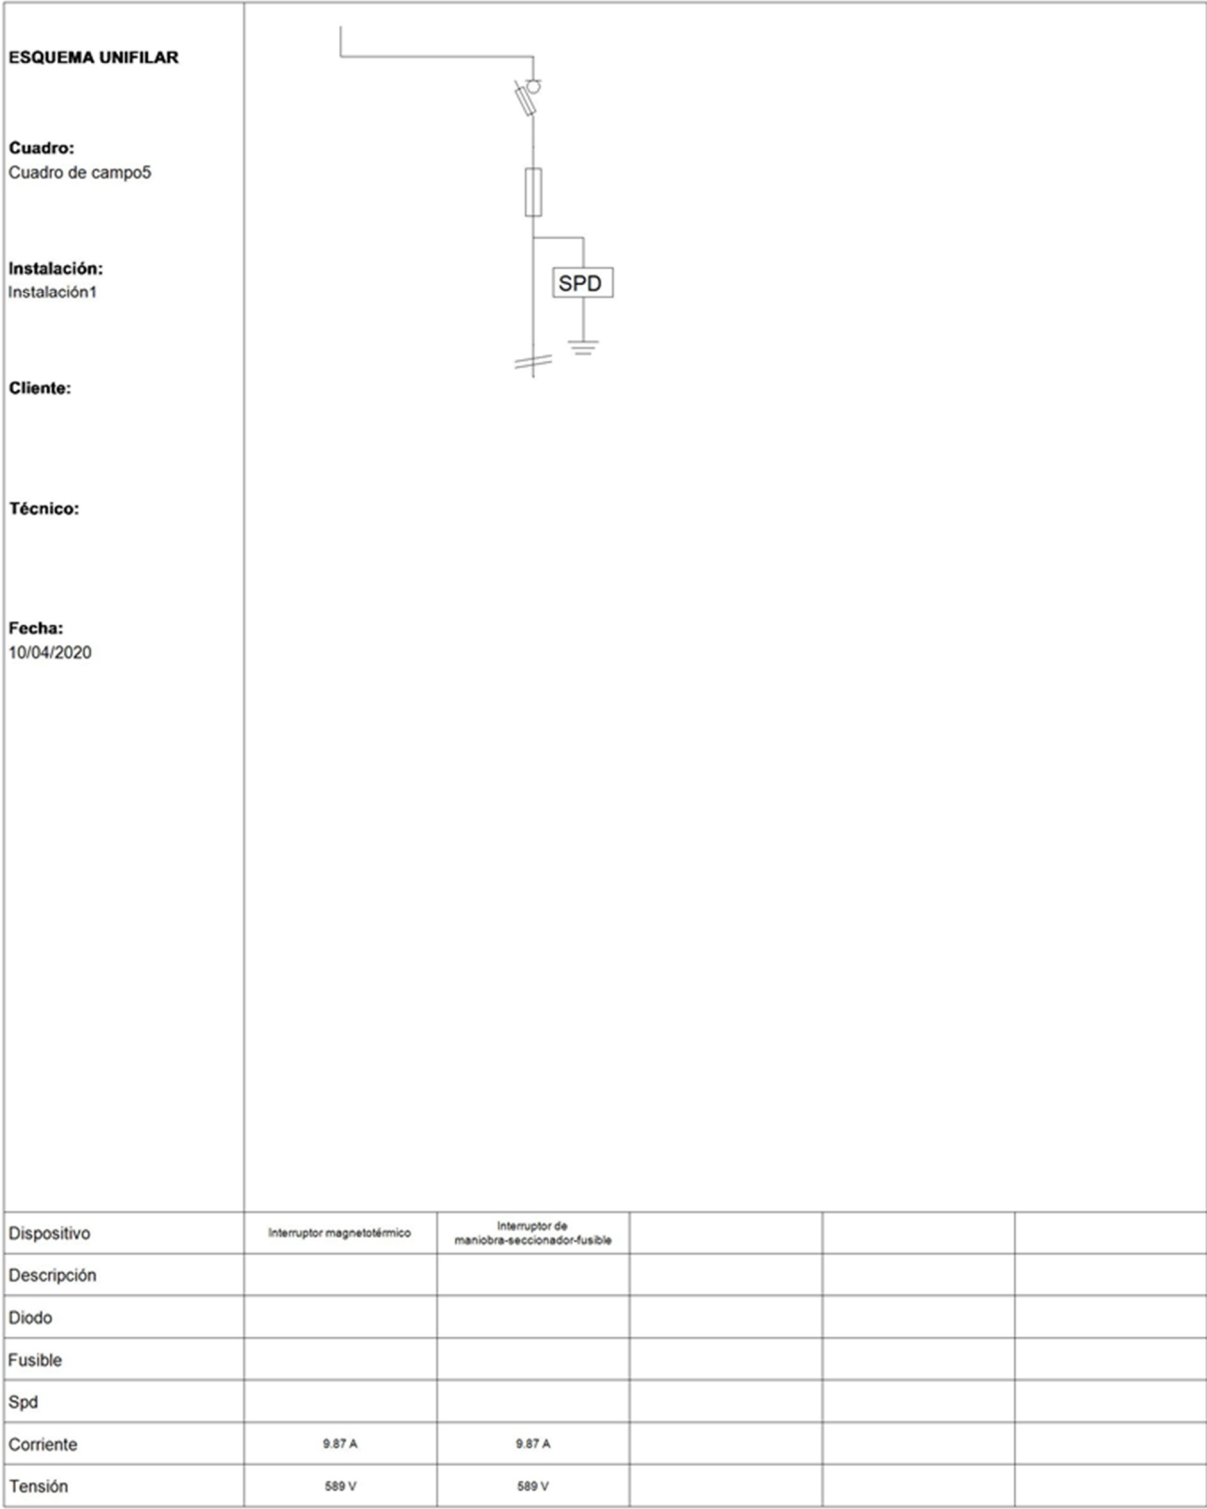 ESQUEMA UNIFILAR
Cuadro:
Cuadro de campo5
Instalación:
Instalación1
Cliente:
Técnico:
Fecha:
10/04/2020
SPD
Dispositivo
Interruptor magnetotérmico
Interruptor de
maniobra-seccionador-fusible
Descripción
Diodo
Fusible
Spd
Corriente
9.87 A
9.87 A
Tensión
589 V
589 V